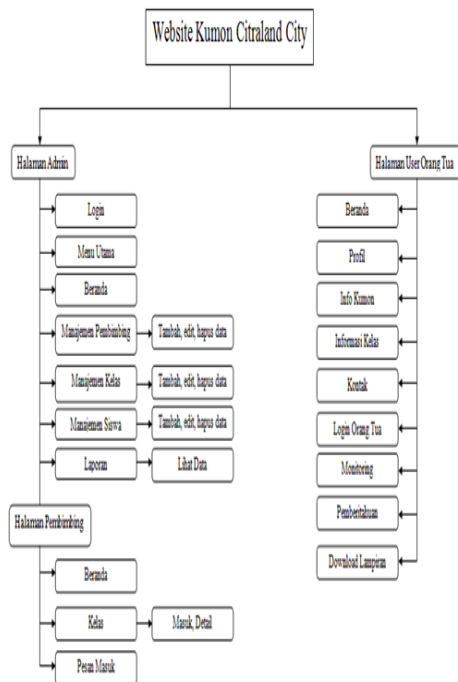 Website Kumon Citraland City
Halaman Admin
Login
Menu Utama
Beranda
Manajemen Pembimbing
Tambah, edit, hapus data
Manajemen Kelas
Tambah, edit, hapus data
Manajemen Siswa
Tambah, edit, hapus data
Laporan
Lihat Data
Halaman Pembimbing
Beranda
Kelas
Masuk, Detail
Pesan Masuk
Halaman User Orang Tua
Beranda
Profil
Info Kumon
Informasi Kelas
Kontak
Login Orang Tua
Monitoring
Pemberitahuan
Download Lampiran